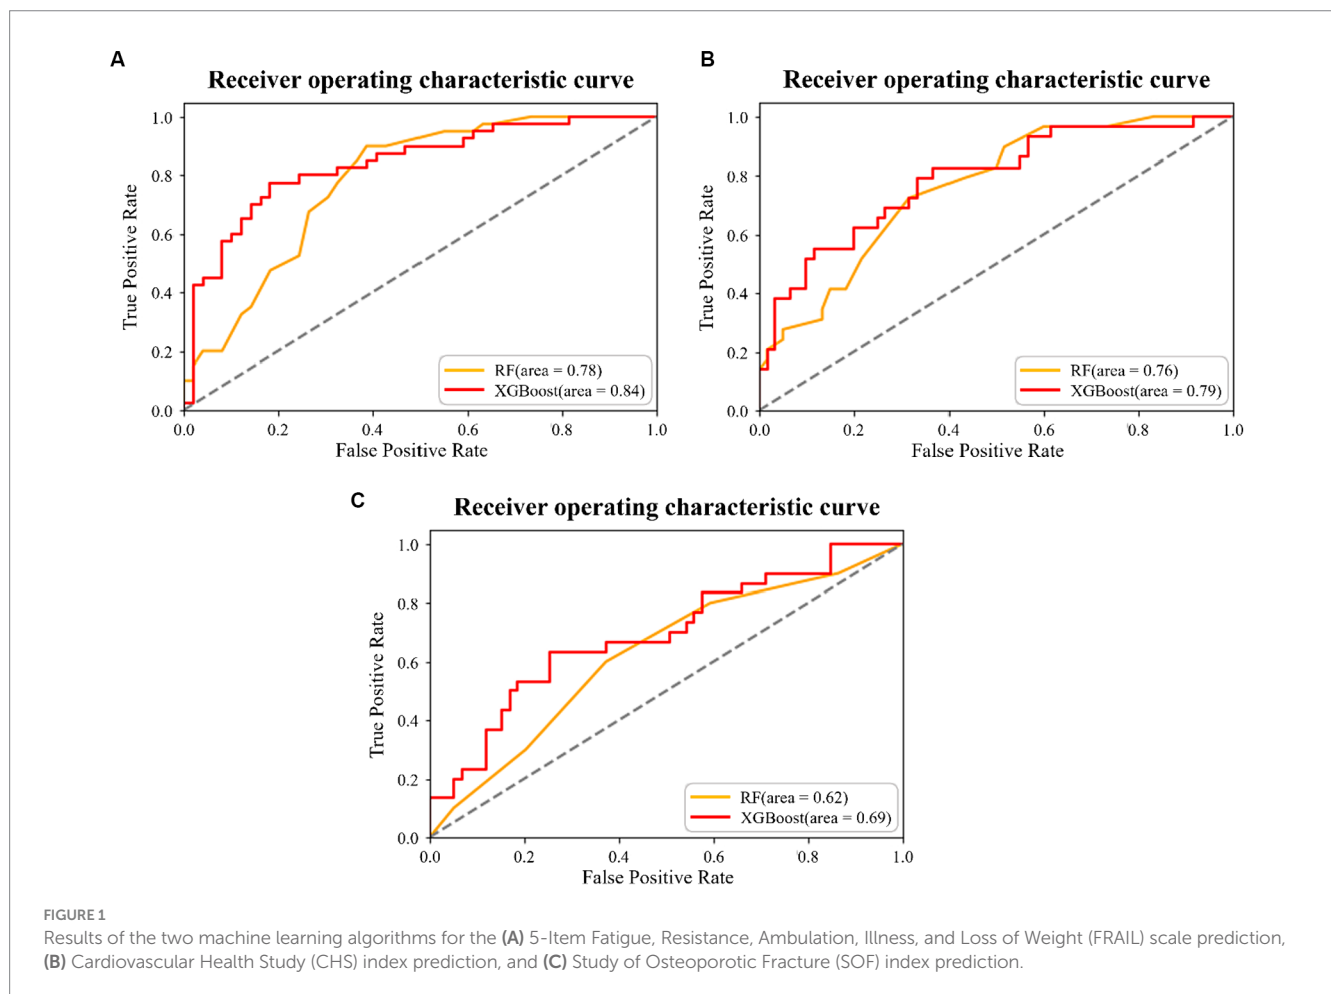 A
Receiver operating characteristic curve
1.0
0.8
0.6
0.4
0.2
0.0
True Positive Rate
RF(area = 0.78)
XGBoost(area = 0.84)
0.0 0.2 0.4 0.6 0.8 1.0
False Positive Rate
B
Receiver operating characteristic curve
1.0
0.8
0.6
0.4
0.2
0.0
True Positive Rate
RF(area = 0.76)
XGBoost(area = 0.79)
0.0 0.2 0.4 0.6 0.8 1.0
False Positive Rate
C
Receiver operating characteristic curve
1.0
0.8
0.6
0.4
0.2
0.0
True Positive Rate
RF(area = 0.62)
XGBoost(area = 0.69)
0.0 0.2 0.4 0.6 0.8 1.0
False Positive Rate
FIGURE 1
Results of the two machine learning algorithms for the (A) 5-Item Fatigue, Resistance, Ambulation, Illness, and Loss of Weight (FRAIL) scale prediction,
(B) Cardiovascular Health Study (CHS) index prediction, and (C) Study of Osteoporotic Fracture (SOF) index prediction.